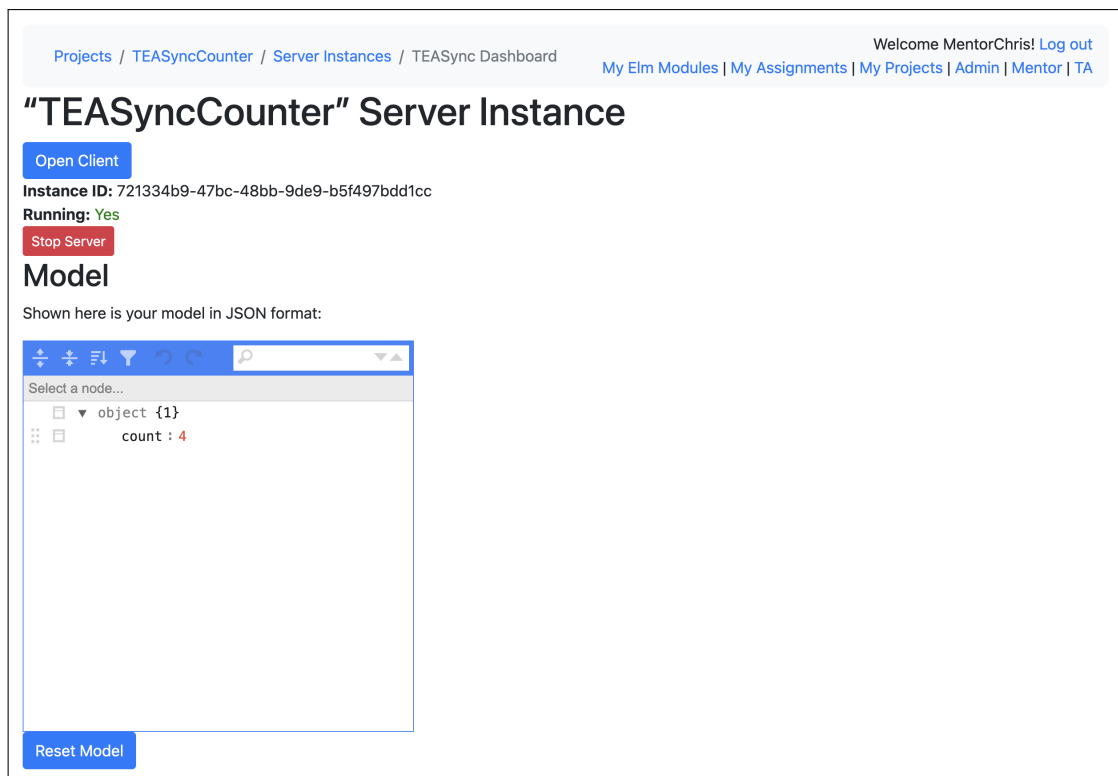 Projects / TEASyncCounter / Server Instances / TEASync Dashboard
Welcome MentorChris! Log out
My Elm Modules | My Assignments | My Projects | Admin | Mentor | TA
“TEASyncCounter” Server Instance
Open Client
Instance ID: 721334b9-47bc-48bb-9de9-b5f497bdd1cc
Running: Yes
Stop Server
Model
Shown here is your model in JSON format:
Select a node...
object {1}
count : 4
Reset Model